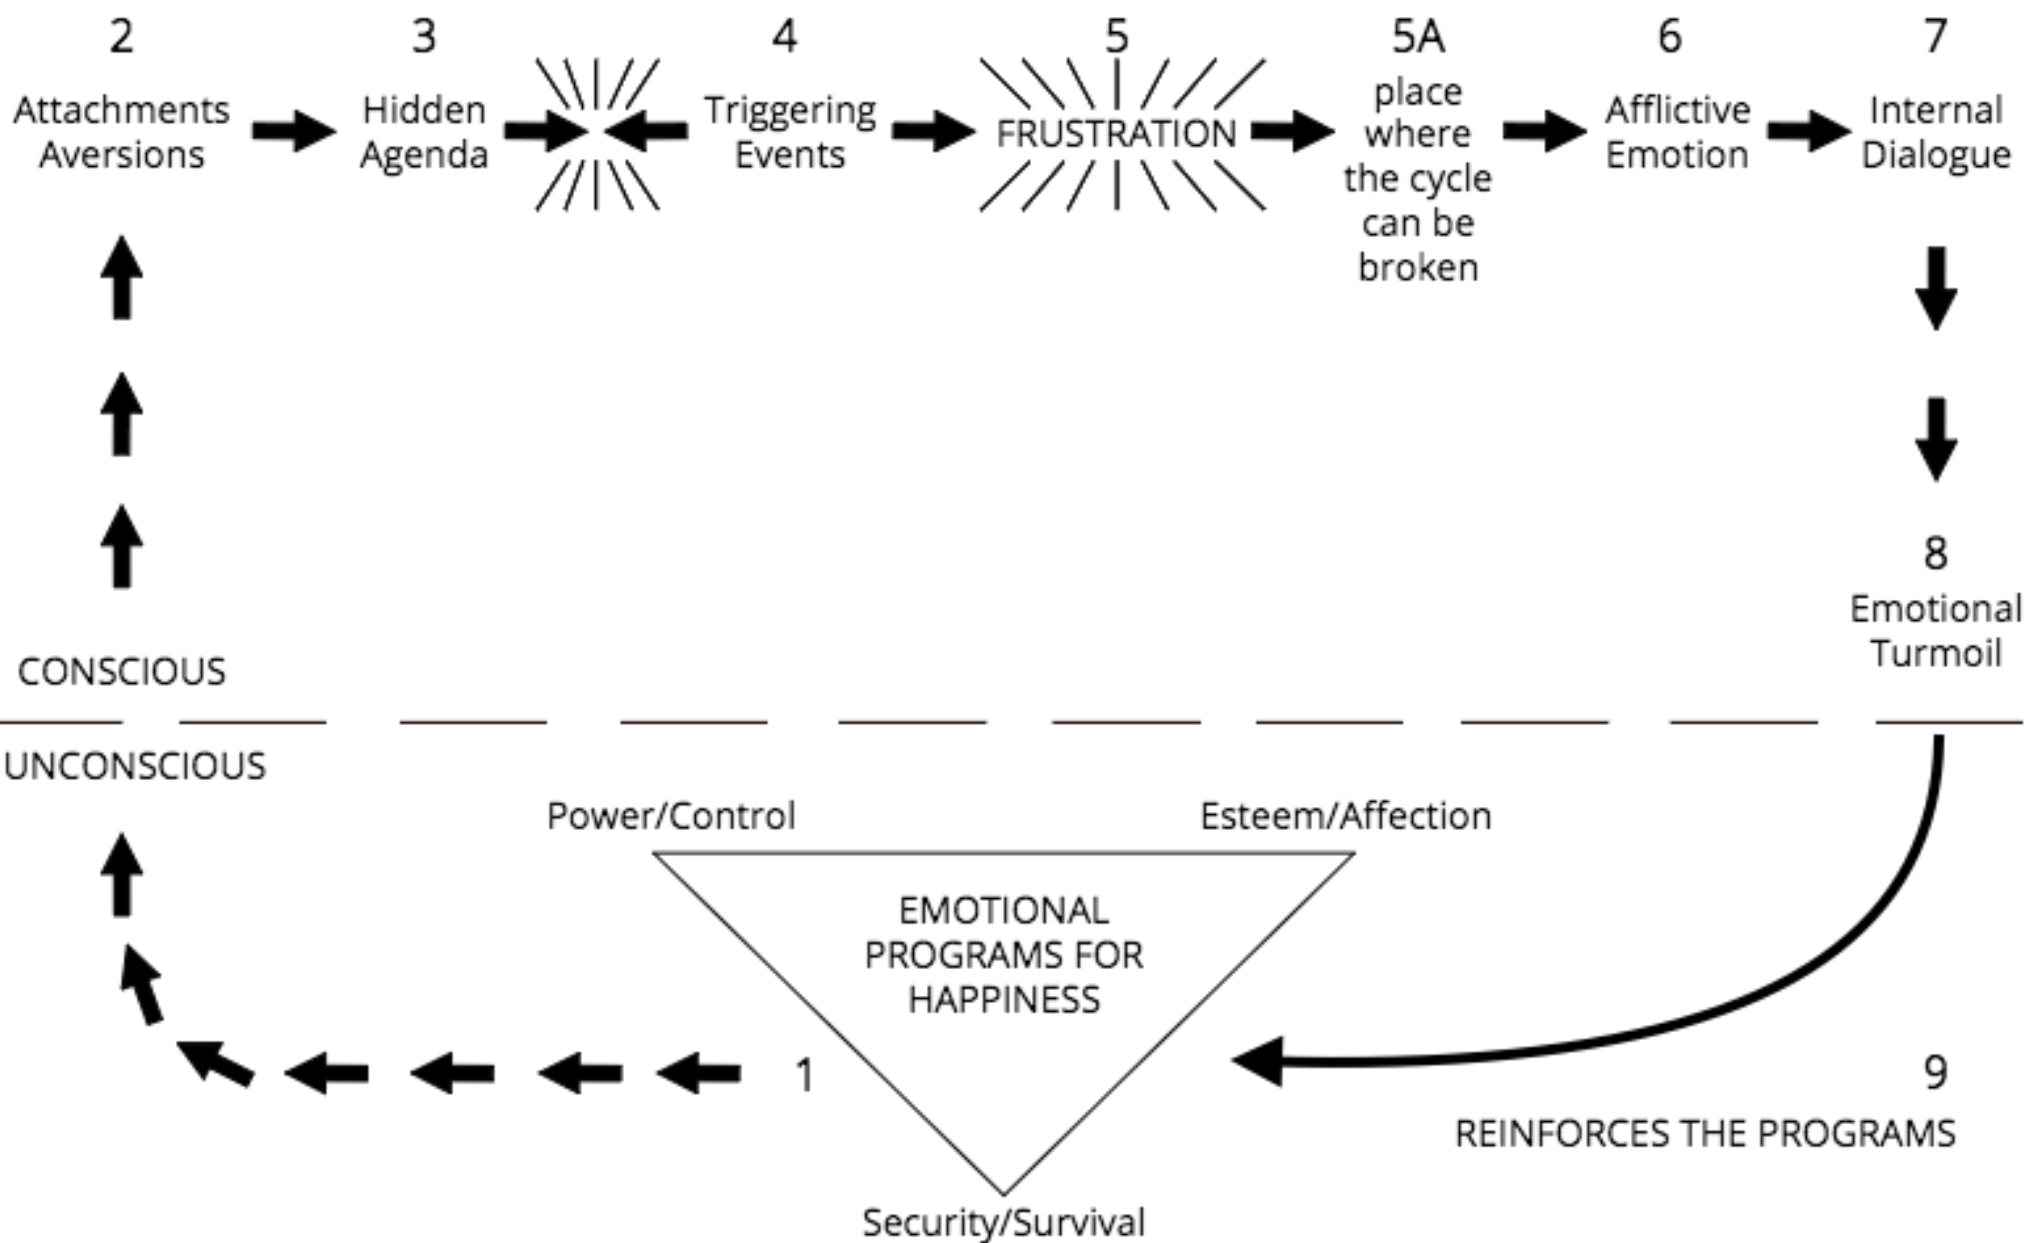 2
Attachments
Aversions
3
Hidden
Agenda
4
Triggering
Events
5
FRUSTRATION
5A
place
where
the cycle
can be
broken
6
Afflictive
Emotion
7
Internal
Dialogue
8
Emotional
Turmoil
CONSCIOUS
UNCONSCIOUS
Power/Control
Esteem/Affection
EMOTIONAL
PROGRAMS FOR
HAPPINESS
1
9
REINFORCES THE PROGRAMS
Security/Survival